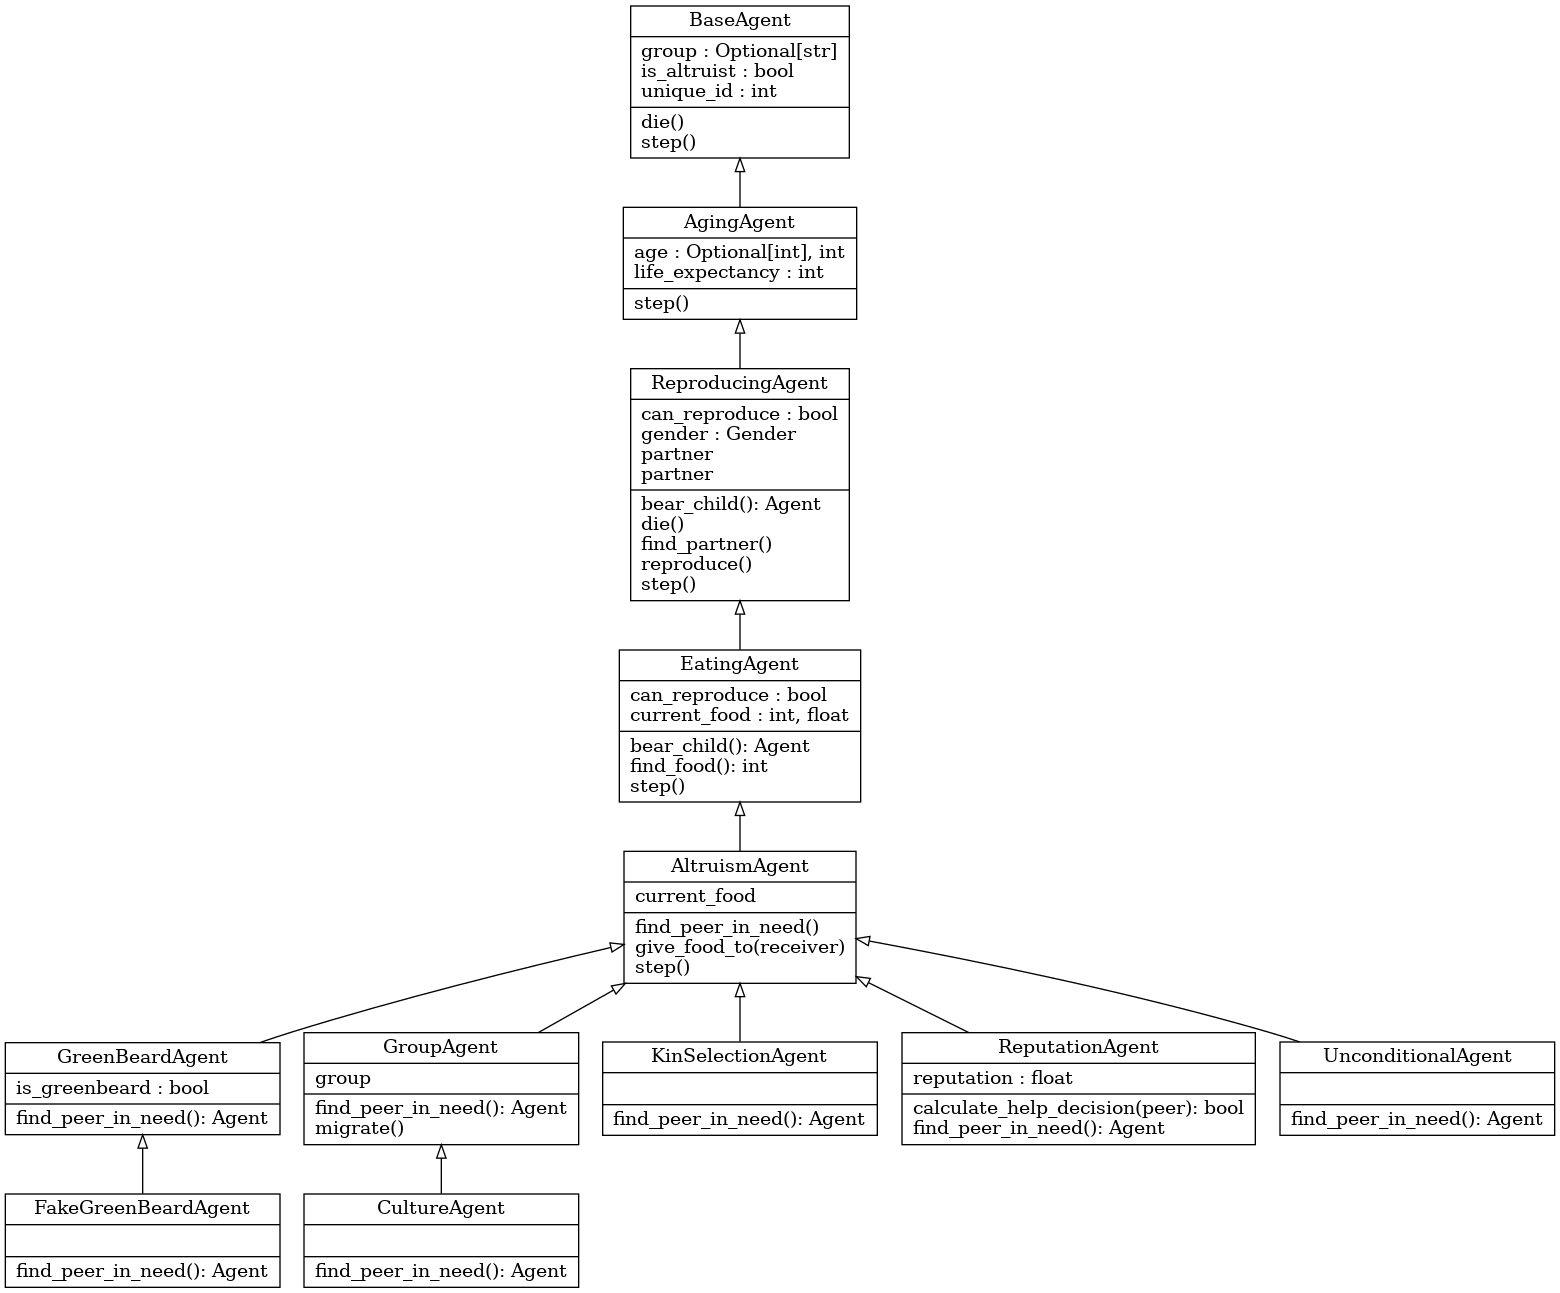 BaseAgent
group : Optional[str]
is_altruist : bool
unique_id : int
die()
step()
AgingAgent
age : Optional[int], int
life_expectancy : int
step()
ReproducingAgent
can_reproduce : bool
gender : Gender
partner
partner
bear_child(): Agent
die()
find_partner()
reproduce()
step()
EatingAgent
can_reproduce : bool
current_food : int, float
bear_child(): Agent
find_food(): int
step()
AltruismAgent
current_food
find_peer_in_need()
give_food_to(receiver)
step()
GreenBeardAgent
is_greenbeard : bool
find_peer_in_need(): Agent
GroupAgent
group
find_peer_in_need(): Agent
migrate()
KinSelectionAgent
find_peer_in_need(): Agent
ReputationAgent
reputation : float
calculate_help_decision(peer): bool
find_peer_in_need(): Agent
UnconditionalAgent
find_peer_in_need(): Agent
FakeGreenBeardAgent
find_peer_in_need(): Agent
CultureAgent
find_peer_in_need(): Agent